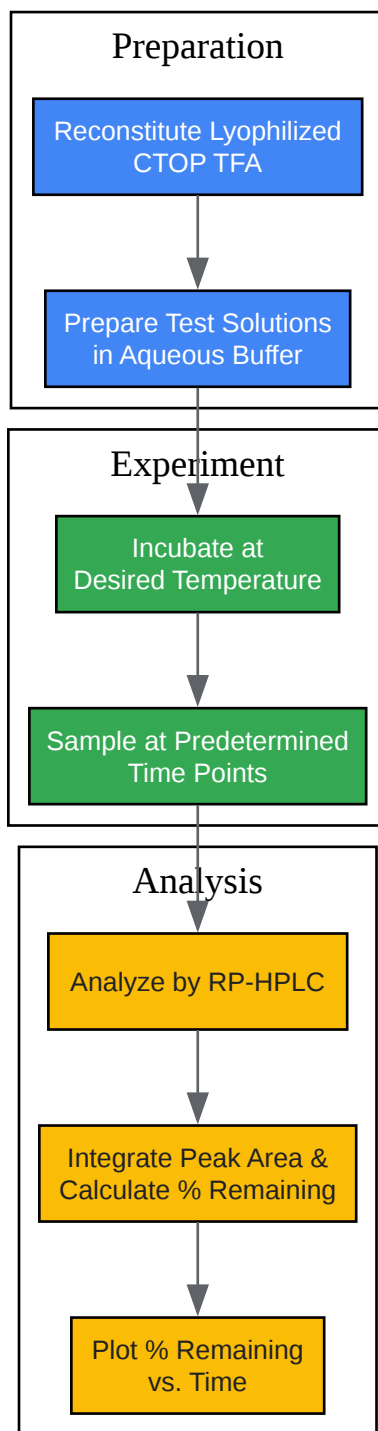 Preparation
Reconstitute Lyophilized
CTOP TFA
Prepare Test Solutions
in Aqueous Buffer
Experiment
Incubate at
Desired Temperature
Sample at Predetermined
Time Points
Analysis
Analyze by RP-HPLC
Integrate Peak Area &
Calculate % Remaining
Plot % Remaining
vs. Time